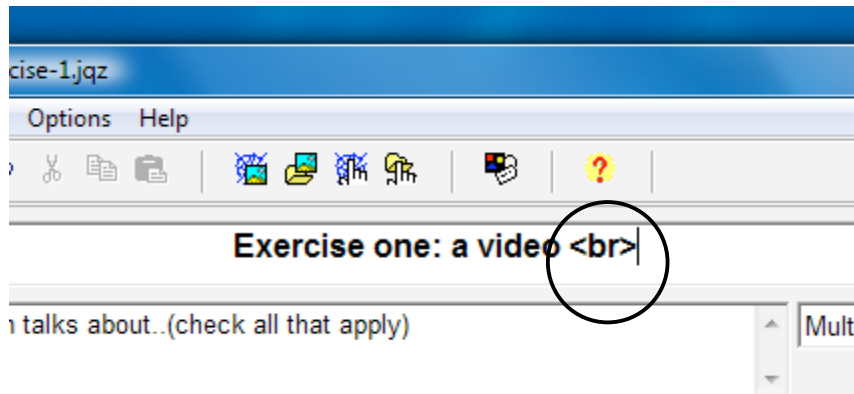 cise-1.jqz
Options Help
Exercise one: a video <br>
talks about..(check all that apply)
Mult